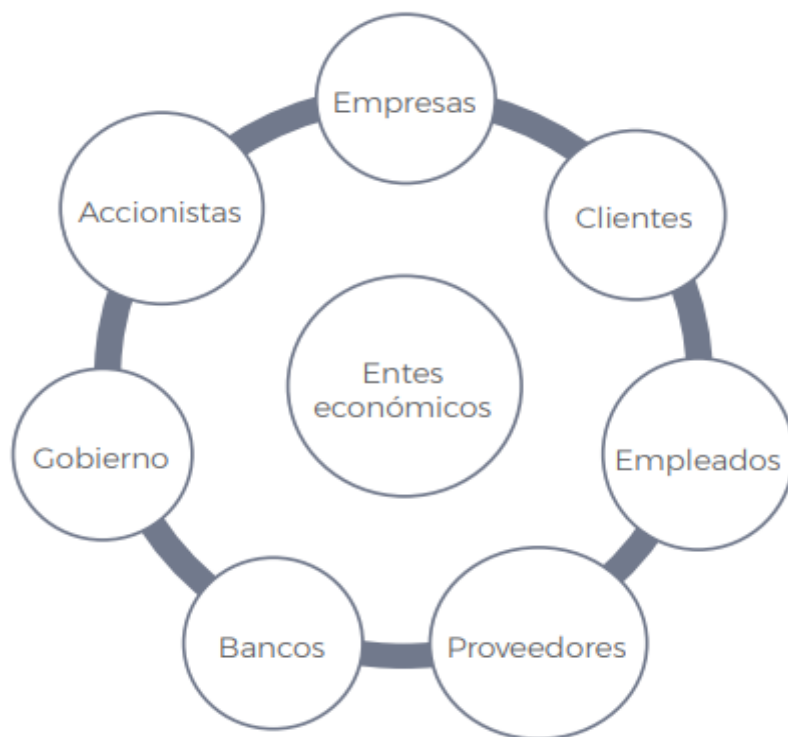 Empresas
Clientes
Empleados
Proveedores
Bancos
Gobierno
Accionistas
Entes
económicos